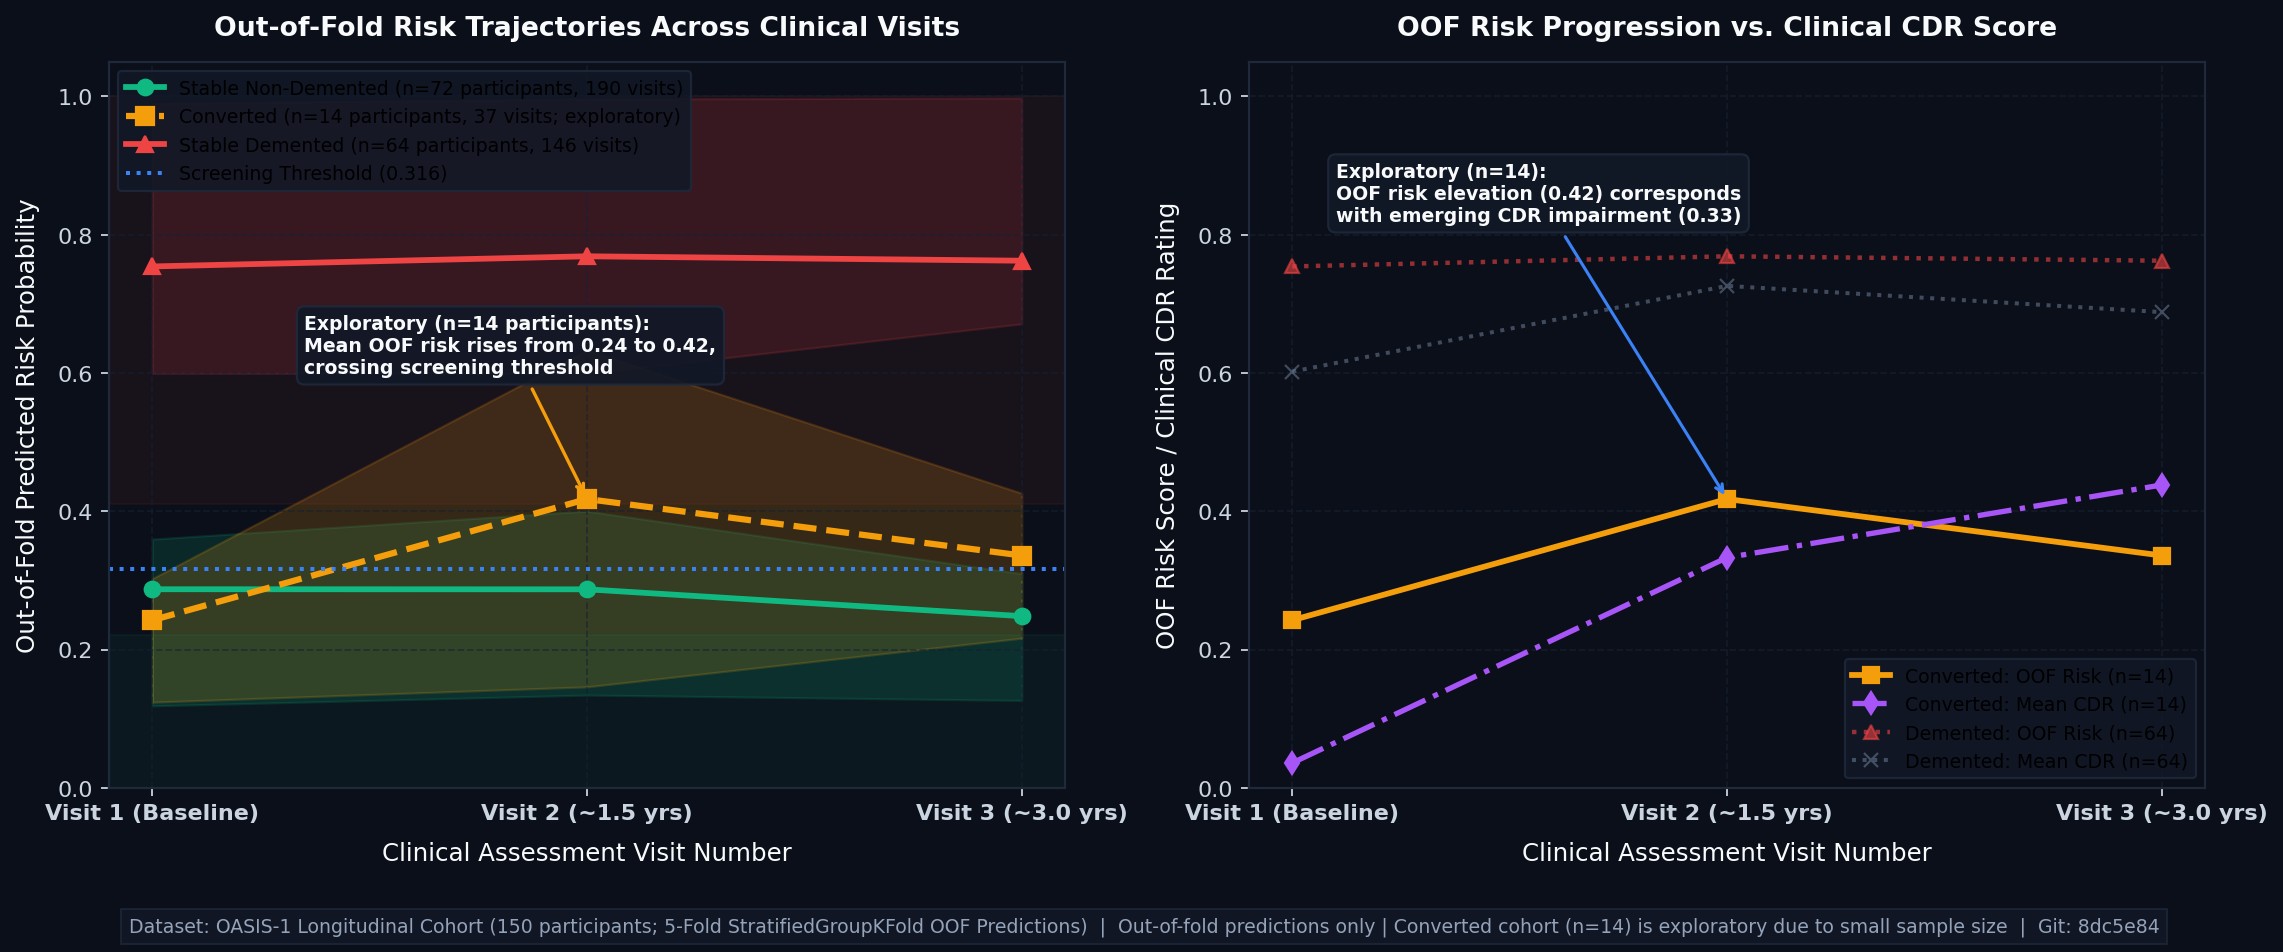 Out-of-Fold Risk Trajectories Across Clinical Visits
Out-of-Fold Predicted Risk Probability
1.0
0.8
0.6
0.4
0.2
0.0
Stable Non-Demented (n=72 participants, 190 visits)
Converted (n=14 participants, 37 visits; exploratory)
Stable Demented (n=64 participants, 146 visits)
Screening Threshold (0.316)
Exploratory (n=14 participants):
Mean OOF risk rises from 0.24 to 0.42,
crossing screening threshold
Visit 1 (Baseline)
Visit 2 (~1.5 yrs)
Visit 3 (~3.0 yrs)
Clinical Assessment Visit Number
OOF Risk Progression vs. Clinical CDR Score
OOF Risk Score / Clinical CDR Rating
1.0
0.8
0.6
0.4
0.2
0.0
Exploratory (n=14):
OOF risk elevation (0.42) corresponds
with emerging CDR impairment (0.33)
Converted: OOF Risk (n=14)
Converted: Mean CDR (n=14)
Demented: OOF Risk (n=64)
Demented: Mean CDR (n=64)
Visit 1 (Baseline)
Visit 2 (~1.5 yrs)
Visit 3 (~3.0 yrs)
Clinical Assessment Visit Number
Dataset: OASIS-1 Longitudinal Cohort (150 participants; 5-Fold StratifiedGroupKFold OOF Predictions) | Out-of-fold predictions only | Converted cohort (n=14) is exploratory due to small sample size | Git: 8dc5e84